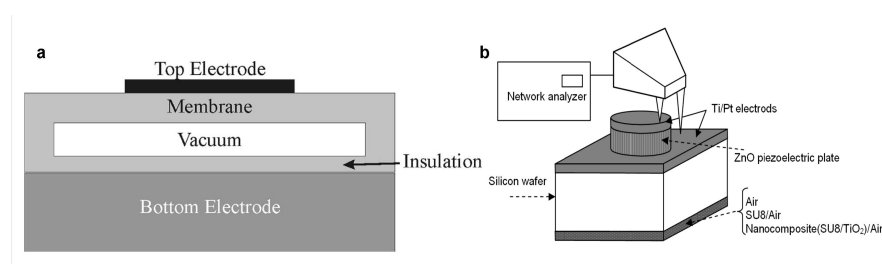 a
Top Electrode
Membrane
Vacuum
Insulation
Bottom Electrode
b
Network analyzer
Ti/Pt electrods
ZnO piezoelectric plate
Silicon wafer
Air
SU8/Air
Nanocomposite(SU8/TiO₂)/Air